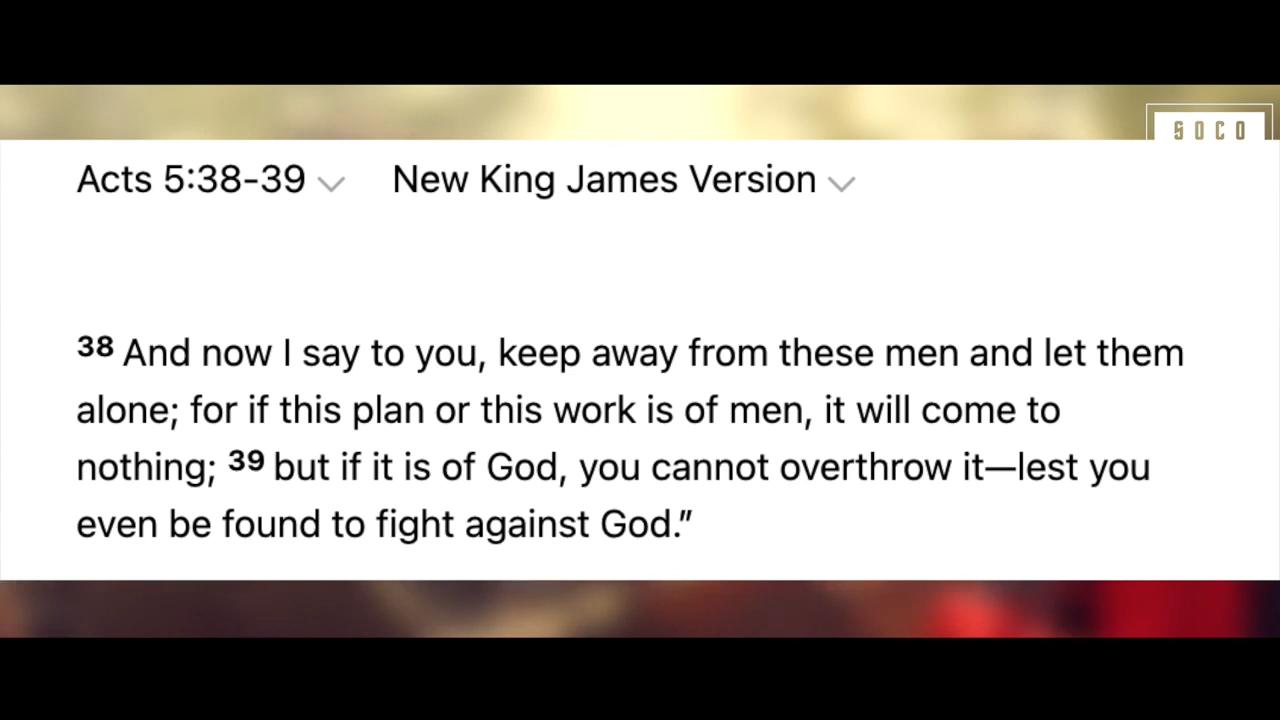 SOCO
Acts 5:38-39 New King James Version
38 And now I say to you, keep away from these men and let them
alone; for if this plan or this work is of men, it will come to
nothing; 39 but if it is of God, you cannot overthrow it—lest you
even be found to fight against God.”